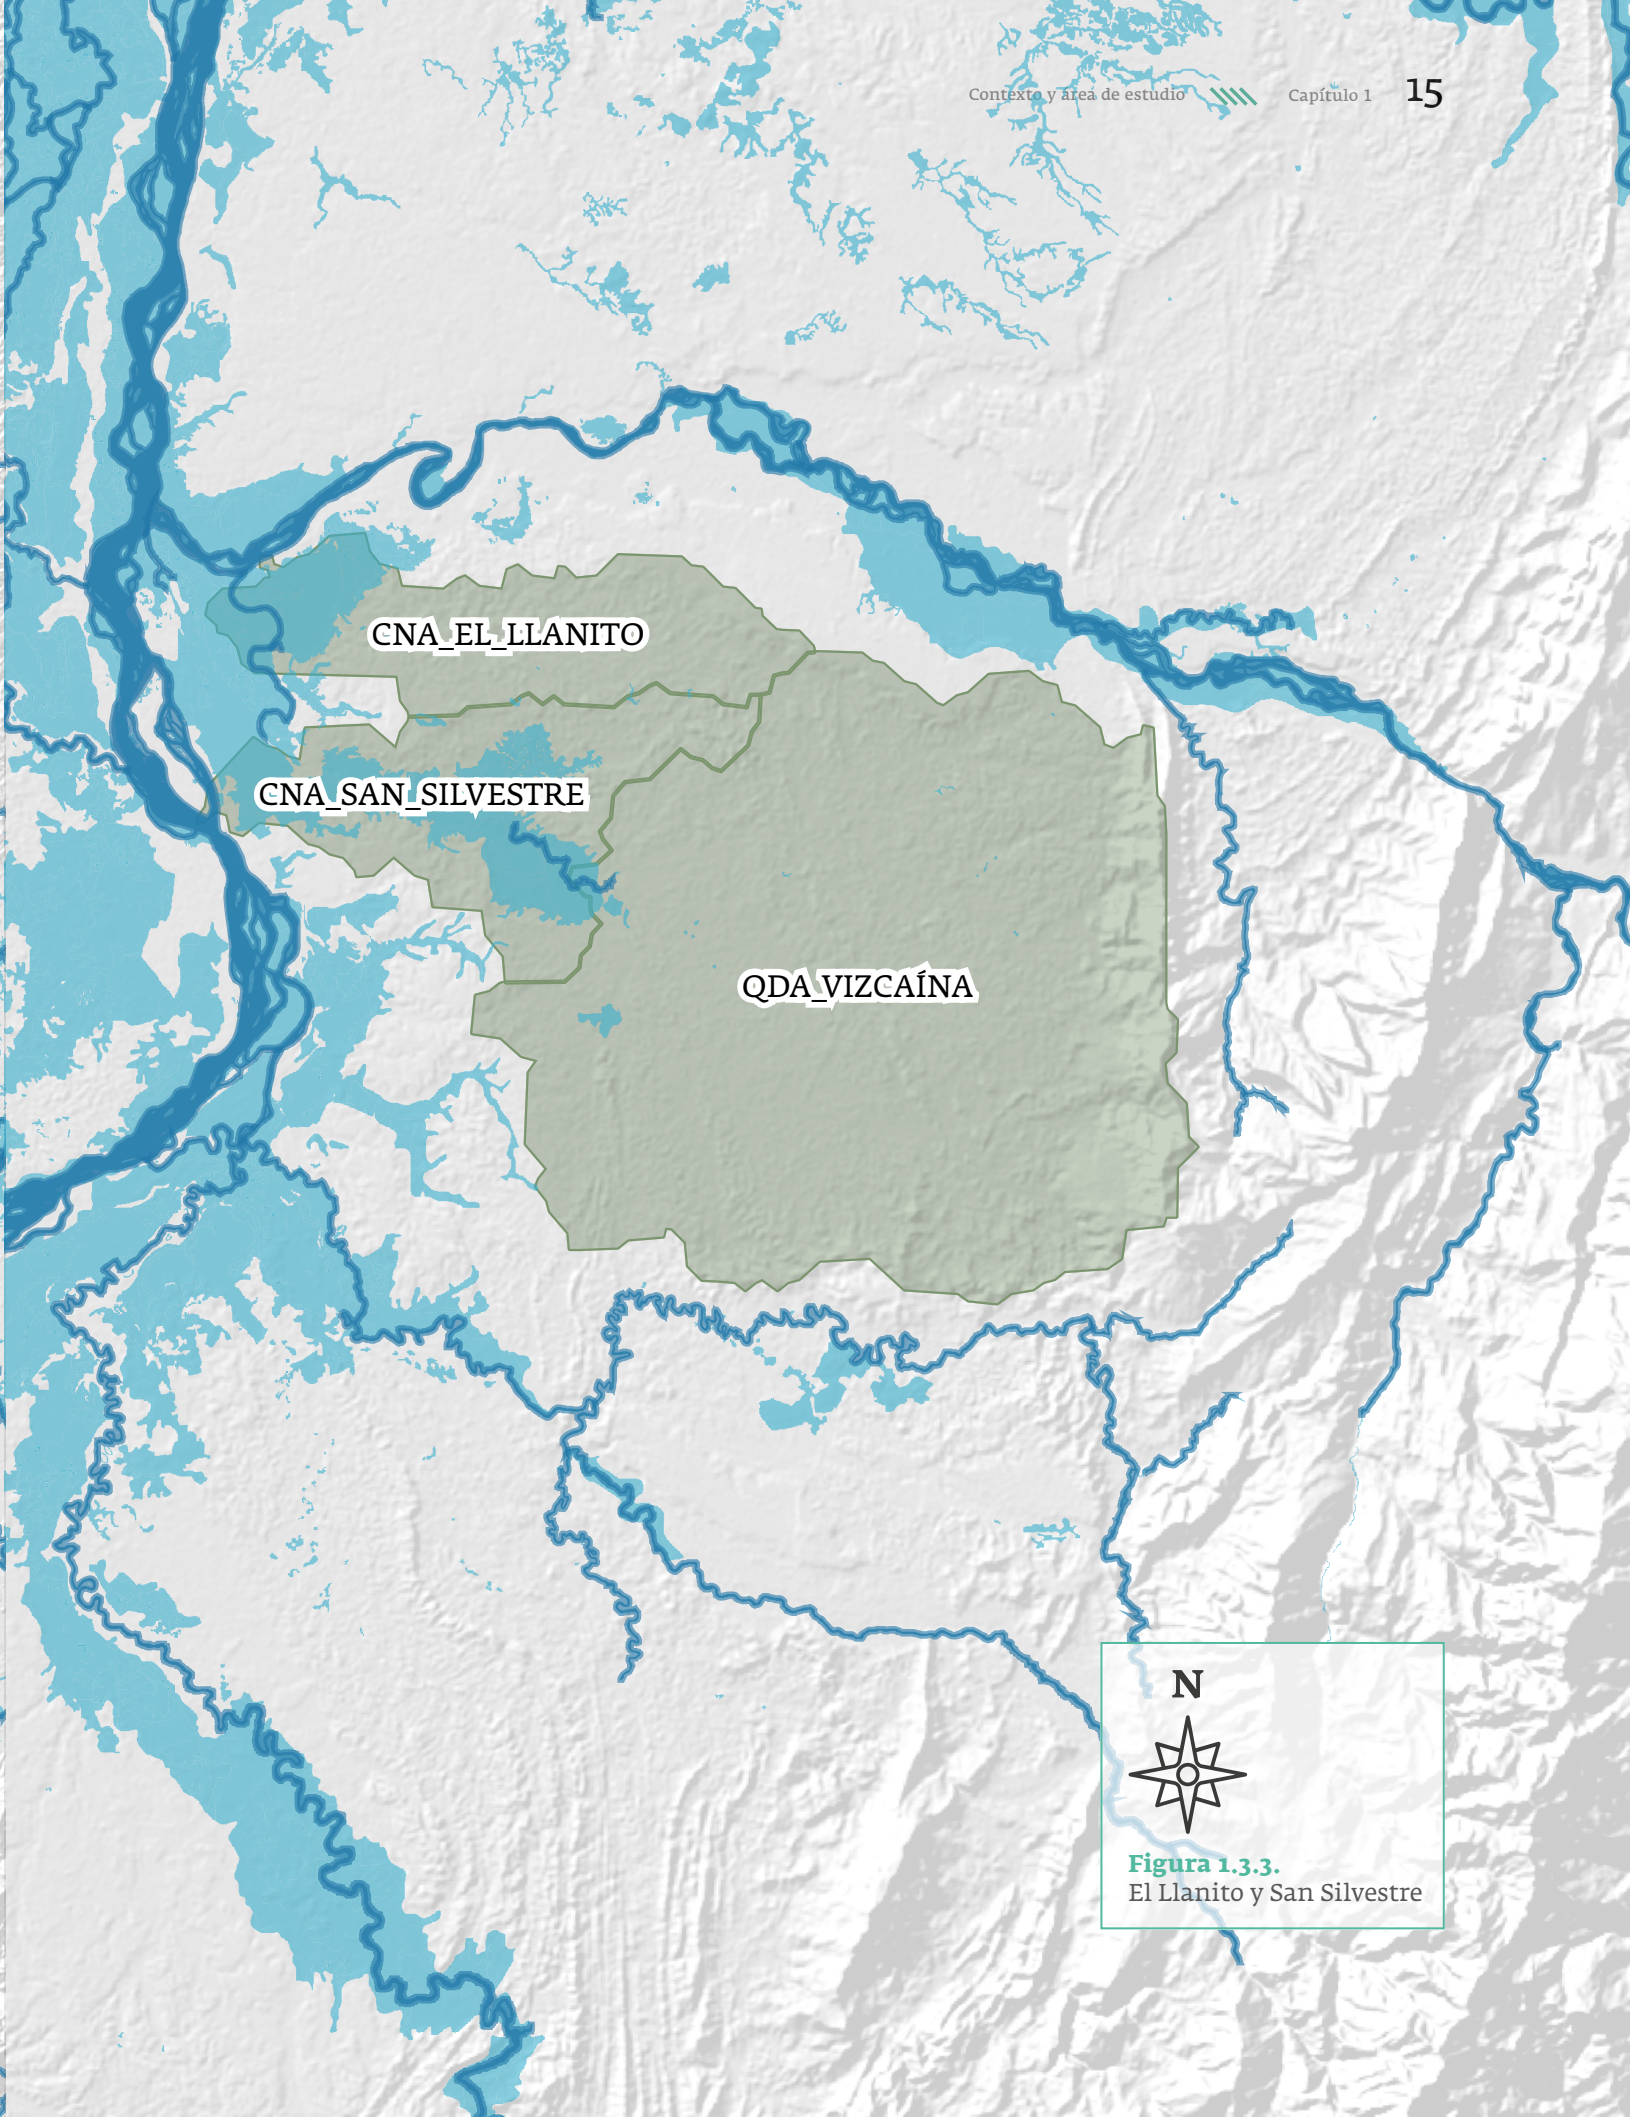 Contexto y área de estudio Capítulo 1 15
CNA_EL_LLANITO
CNA_SAN_SILVESTRE
QDA_VIZCAÍNA
N
Figura 1.3.3.
El Llanito y San Silvestre